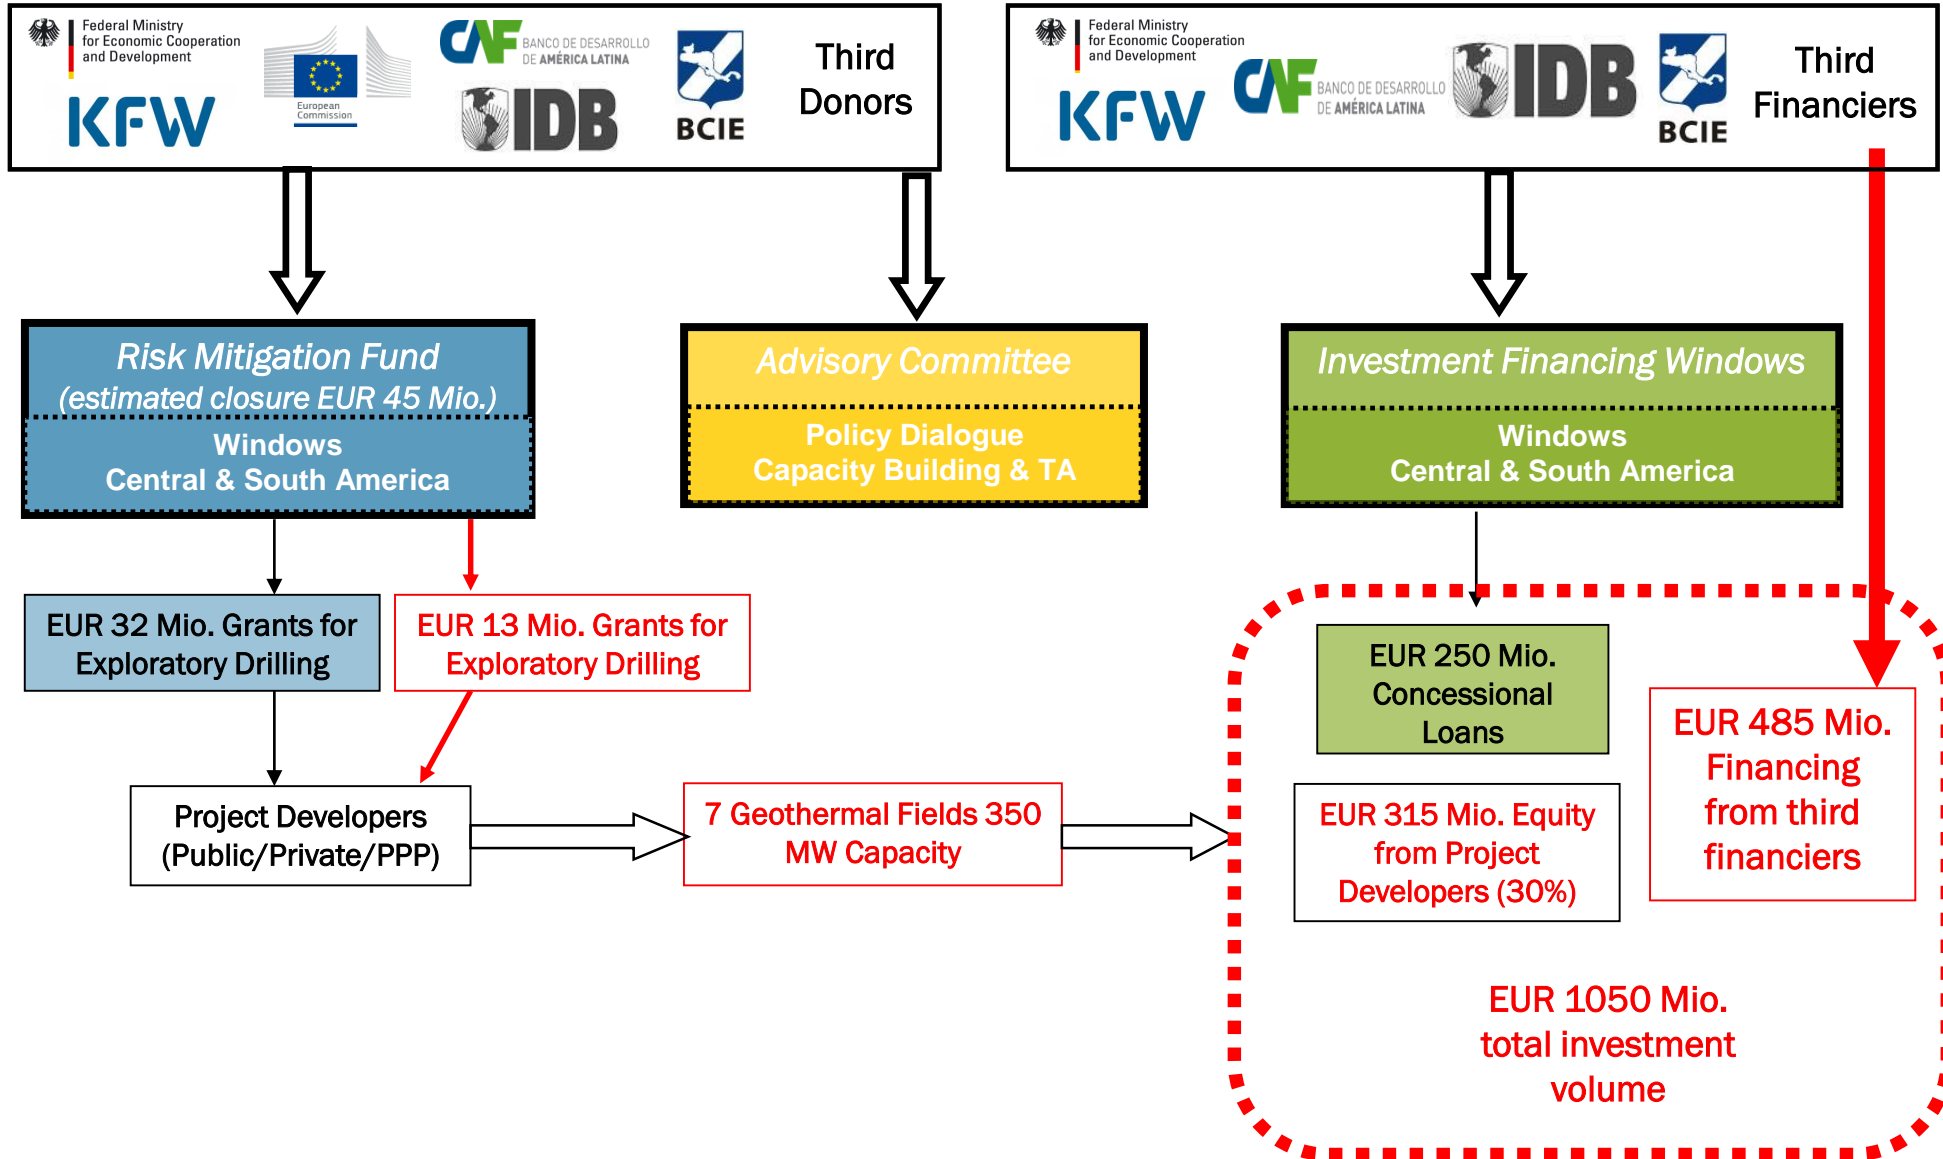 Federal Ministry
for Economic Cooperation
and Development
KFW
European
Commission
CAF BANCO DE DESARROLLO
DE AMÉRICA LATINA
IDB
BCIE
Third
Donors
Federal Ministry
for Economic Cooperation
and Development
KFW
CAF BANCO DE DESARROLLO
DE AMÉRICA LATINA
IDB
BCIE
Third
Financiers
Risk Mitigation Fund
(estimated closure EUR 45 Mio.)
Windows
Central & South America
Advisory Committee
Policy Dialogue
Capacity Building & TA
Investment Financing Windows
Windows
Central & South America
EUR 32 Mio. Grants for
Exploratory Drilling
EUR 13 Mio. Grants for
Exploratory Drilling
EUR 250 Mio.
Concessional
Loans
EUR 485 Mio.
Financing
from third
financiers
Project Developers
(Public/Private/PPP)
7 Geothermal Fields 350
MW Capacity
EUR 315 Mio. Equity
from Project
Developers (30%)
EUR 1050 Mio.
total investment
volume